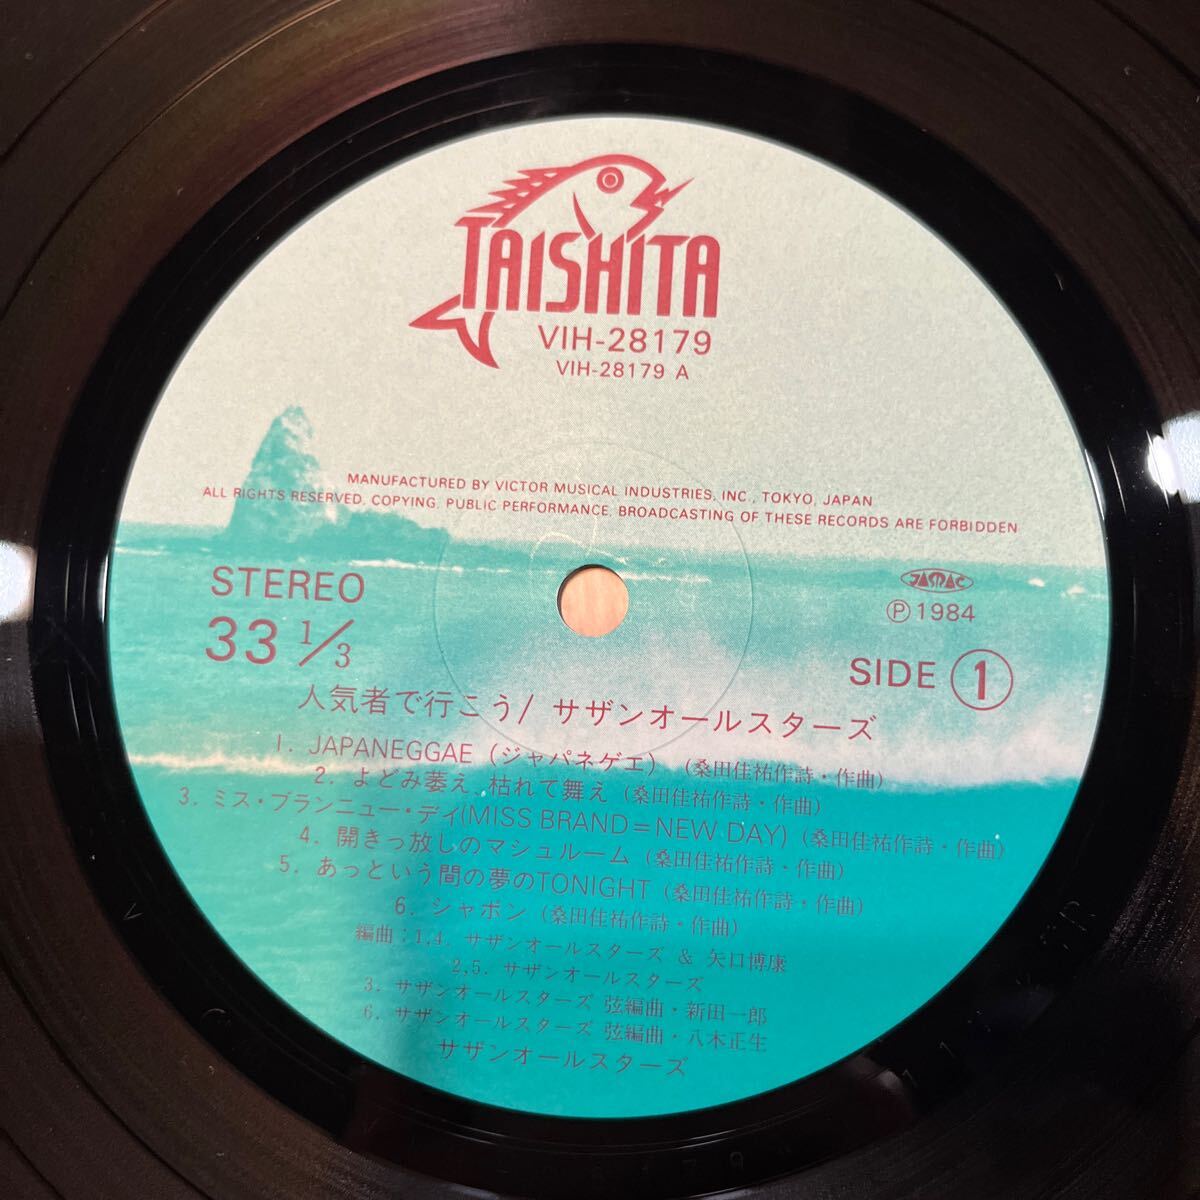 TAISHITA
VIH-28179
VIH-28179 A
MANUFACTURED BY VICTOR MUSICAL INDUSTRIES, INC., TOKYO, JAPAN
ALL RIGHTS RESERVED. COPYING. PUBLIC PERFORMANCE. BROADCASTING OF THESE RECORDS ARE FORBIDDEN
STEREO
33 1/3
JASRAC
Ⓟ1984
SIDE ①
人気者で行こう/ サザンオールスターズ
1. JAPANEGGAE (ジャパネゲエ) (桑田佳祐作詩・作曲)
2. よどみ萎え、枯れて舞え (桑田佳祐作詩・作曲)
3. ミス・ブランニュー・デイ(MISS BRAND=NEW DAY) (桑田佳祐作詩・作曲)
4. 開きっ放しのマシュルーム (桑田佳祐作詩・作曲)
5. あっという間の夢のTONIGHT (桑田佳祐作詩・作曲)
6. シャボン (桑田佳祐作詩・作曲)
編曲:1,4. サザンオールスターズ & 矢口博康
2,5. サザンオールスターズ
3. サザンオールスターズ 弦編曲・新田一郎
6. サザンオールスターズ 弦編曲・八木正生
サザンオールスターズ